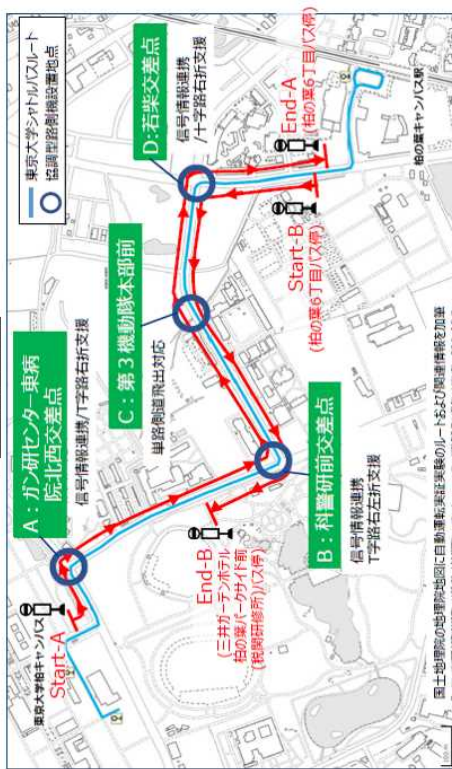 東京大学シャトルバスルート
協調型路側機設置地点
A：ガン研センター東病
院北西交差点
信号情報連携/T字路右折支援
東京大学柏キャンパス
Start-A
C：第3機動隊本部前
単路側道飛出対応
D:若柴交差点
信号情報連携
/十字路右折支援
End-A
(柏の葉6丁目バス停)
Start-B
(柏の葉6丁目バス停)
End-B
(三井ガーデンホテル
柏の葉パークサイド前
(税関研修所)バス停)
B：科警研前交差点
信号情報連携
T字路右左折支援
柏の葉キャンパス駅
国土地理院の地理院地図に自動運転実証実験のルートおよび関連情報を加筆